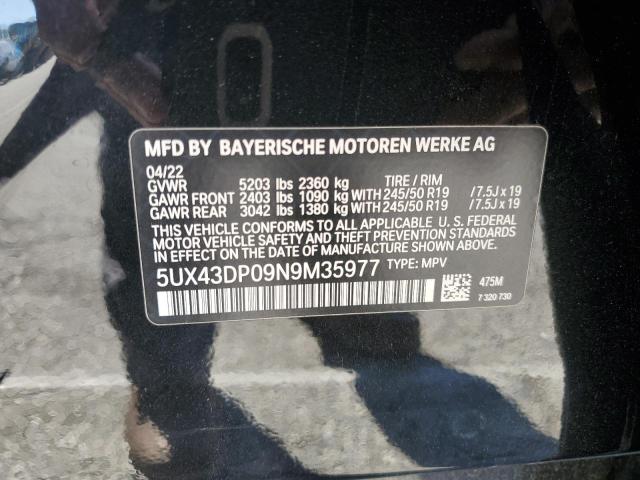 MFD BY BAYERISCHE MOTOREN WERKE AG
04/22
GVWR 5203 lbs 2360 kg TIRE / RIM
GAWR FRONT 2403 lbs 1090 kg WITH 245/50 R19 / 7.5J x 19
GAWR REAR 3042 lbs 1380 kg WITH 245/50 R19 / 7.5J x 19
THIS VEHICLE CONFORMS TO ALL APPLICABLE U. S. FEDERAL
MOTOR VEHICLE SAFETY, BUMPER, AND THEFT PREVENTION
STANDARDS IN EFFECT ON THE DATE OF MANUFACTURE SHOWN ABOVE.
5UX43DP09N9M35977 TYPE: MPV
475M
7 320 730